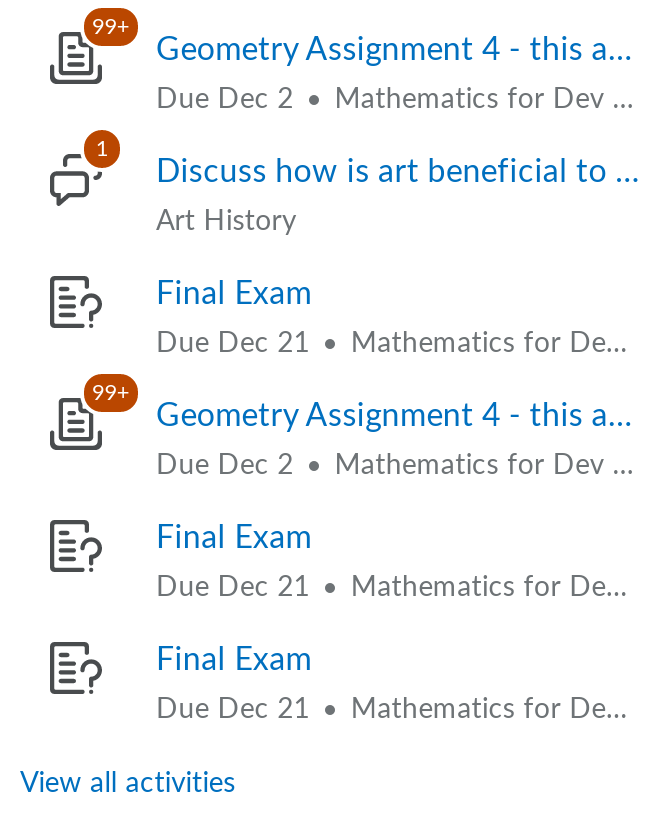 99+
Geometry Assignment 4 - this a...
Due Dec 2 • Mathematics for Dev ...
1
Discuss how is art beneficial to ...
Art History
Final Exam
Due Dec 21 • Mathematics for De...
99+
Geometry Assignment 4 - this a...
Due Dec 2 • Mathematics for Dev ...
Final Exam
Due Dec 21 • Mathematics for De...
Final Exam
Due Dec 21 • Mathematics for De...
View all activities